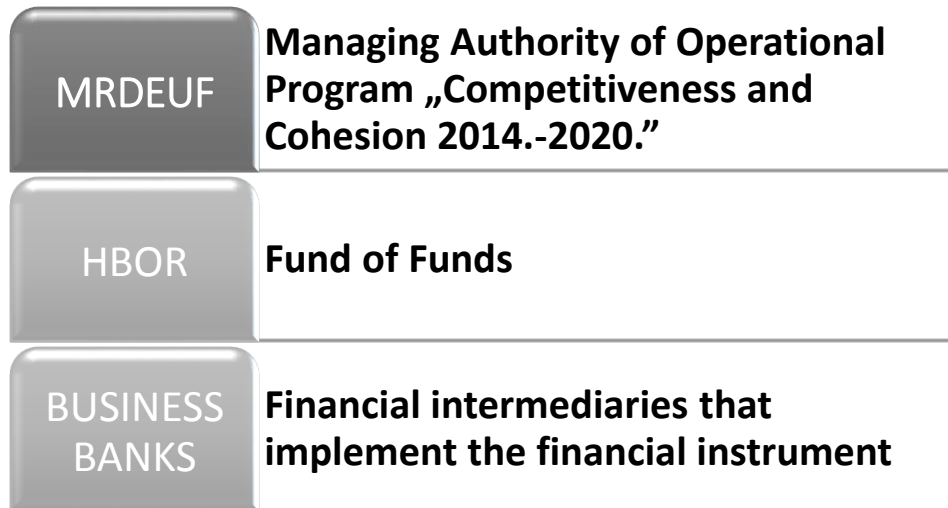 MRDEUF
Managing Authority of Operational
Program „Competitiveness and
Cohesion 2014.-2020.”
HBOR
Fund of Funds
BUSINESS
BANKS
Financial intermediaries that
implement the financial instrument